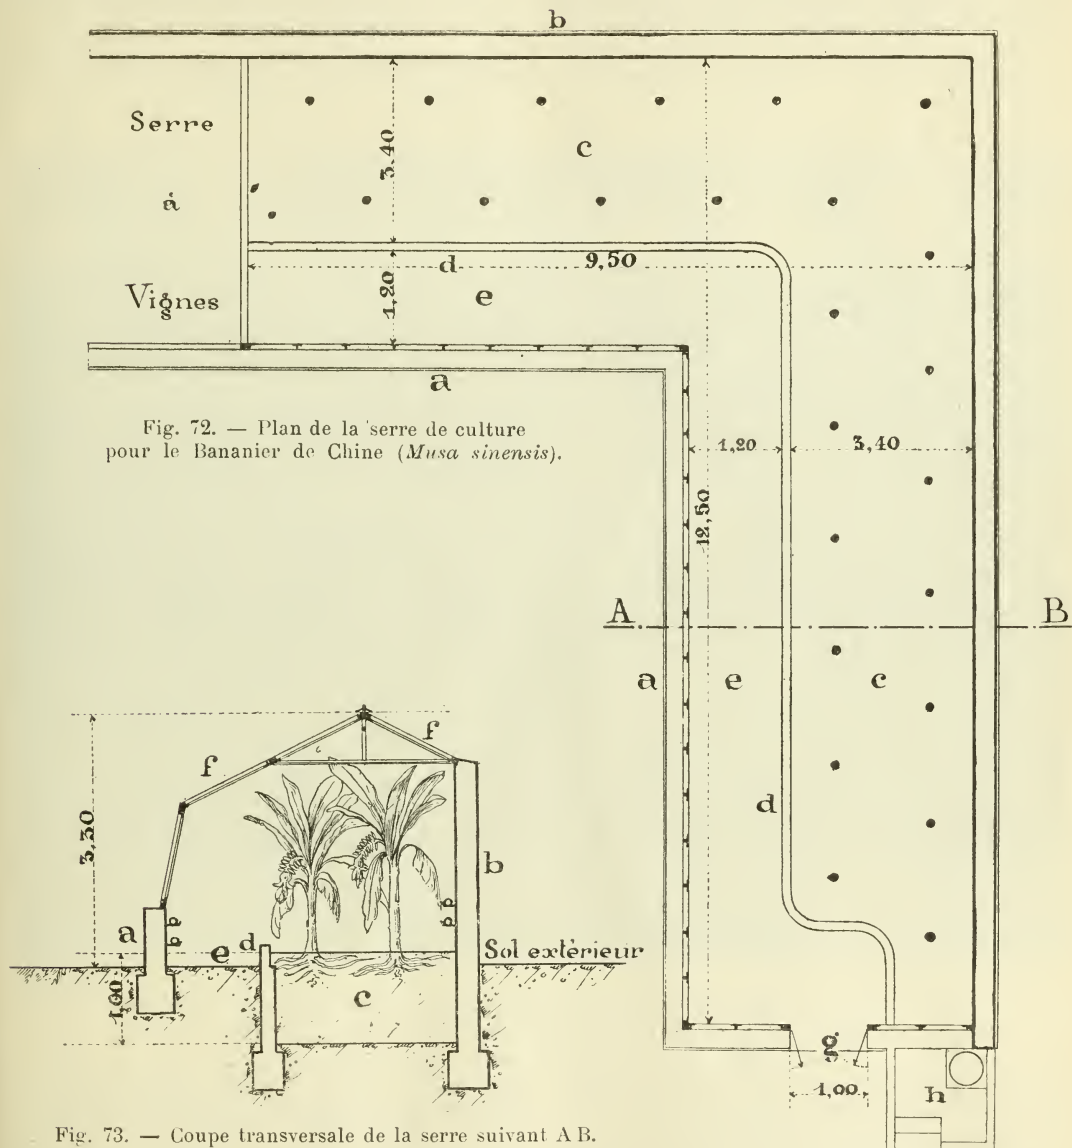 b
Serre
à
Vignes
3.40
c
d
9,50
1,20
e
a
Fig. 72. — Plan de la serre de culture
pour le Bananier de Chine (Musa sinensis).
1,20
3,40
12,50
A
B
a
e
c
d
f
f
3,30
b
a
e
d
Sol extérieur
c
1,00
g.
1,00
h
Fig. 73. — Coupe transversale de la serre suivant A B.